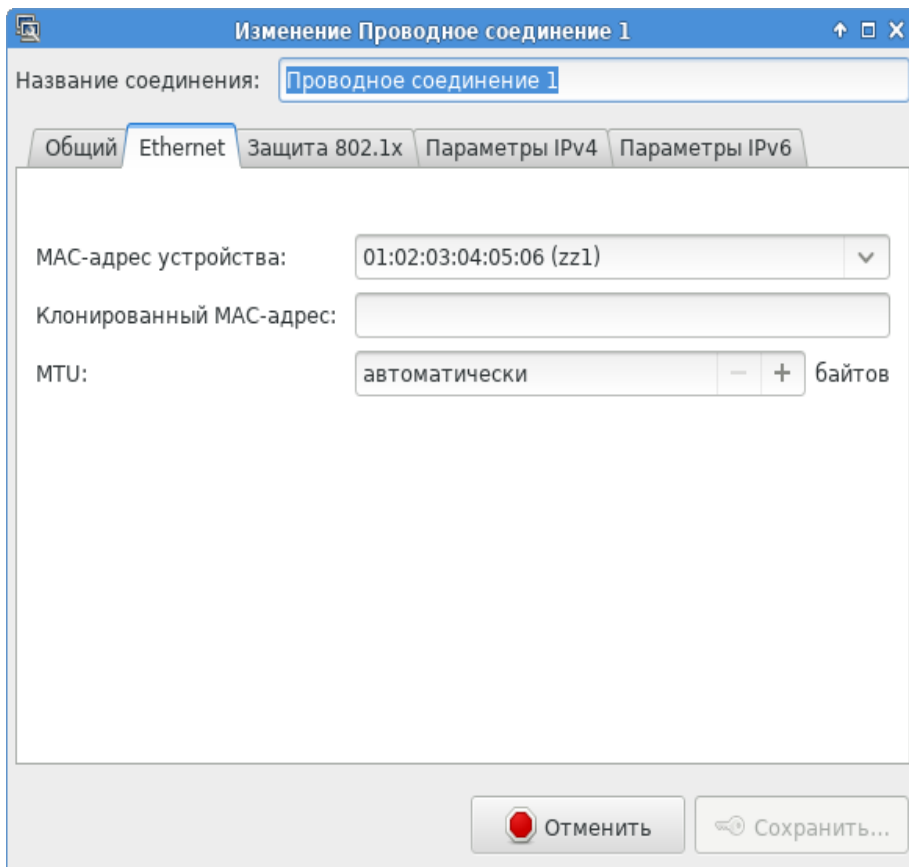 Изменение Проводное соединение 1
Название соединения: Проводное соединение 1
Общий Ethernet Защита 802.1x Параметры IPv4 Параметры IPv6
MAC-адрес устройства: 01:02:03:04:05:06 (zz1)
Клонированный MAC-адрес:
MTU: автоматически − + байтов
Отменить Сохранить...